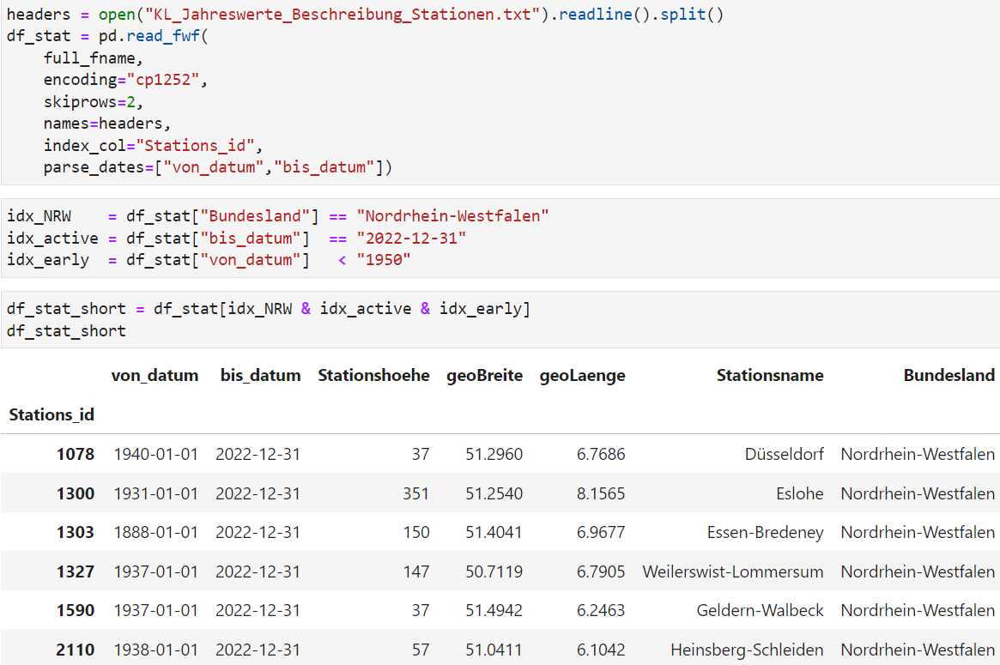 headers = open("KL_Jahreswerte_Beschreibung_Stationen.txt").readline().split()
df_stat = pd.read_fwf(
    full_fname,
    encoding="cp1252",
    skiprows=2,
    names=headers,
    index_col="Stations_id",
    parse_dates=["von_datum","bis_datum"])
idx_NRW    = df_stat["Bundesland"] == "Nordrhein-Westfalen"
idx_active = df_stat["bis_datum"]  == "2022-12-31"
idx_early  = df_stat["von_datum"]   < "1950"
df_stat_short = df_stat[idx_NRW & idx_active & idx_early]
df_stat_short
von_datum bis_datum Stationshoehe geoBreite geoLaenge Stationsname Bundesland
Stations_id
1078 1940-01-01 2022-12-31 37 51.2960 6.7686 Düsseldorf Nordrhein-Westfalen
1300 1931-01-01 2022-12-31 351 51.2540 8.1565 Eslohe Nordrhein-Westfalen
1303 1888-01-01 2022-12-31 150 51.4041 6.9677 Essen-Bredeney Nordrhein-Westfalen
1327 1937-01-01 2022-12-31 147 50.7119 6.7905 Weilerswist-Lommersum Nordrhein-Westfalen
1590 1937-01-01 2022-12-31 37 51.4942 6.2463 Geldern-Walbeck Nordrhein-Westfalen
2110 1938-01-01 2022-12-31 57 51.0411 6.1042 Heinsberg-Schleiden Nordrhein-Westfalen